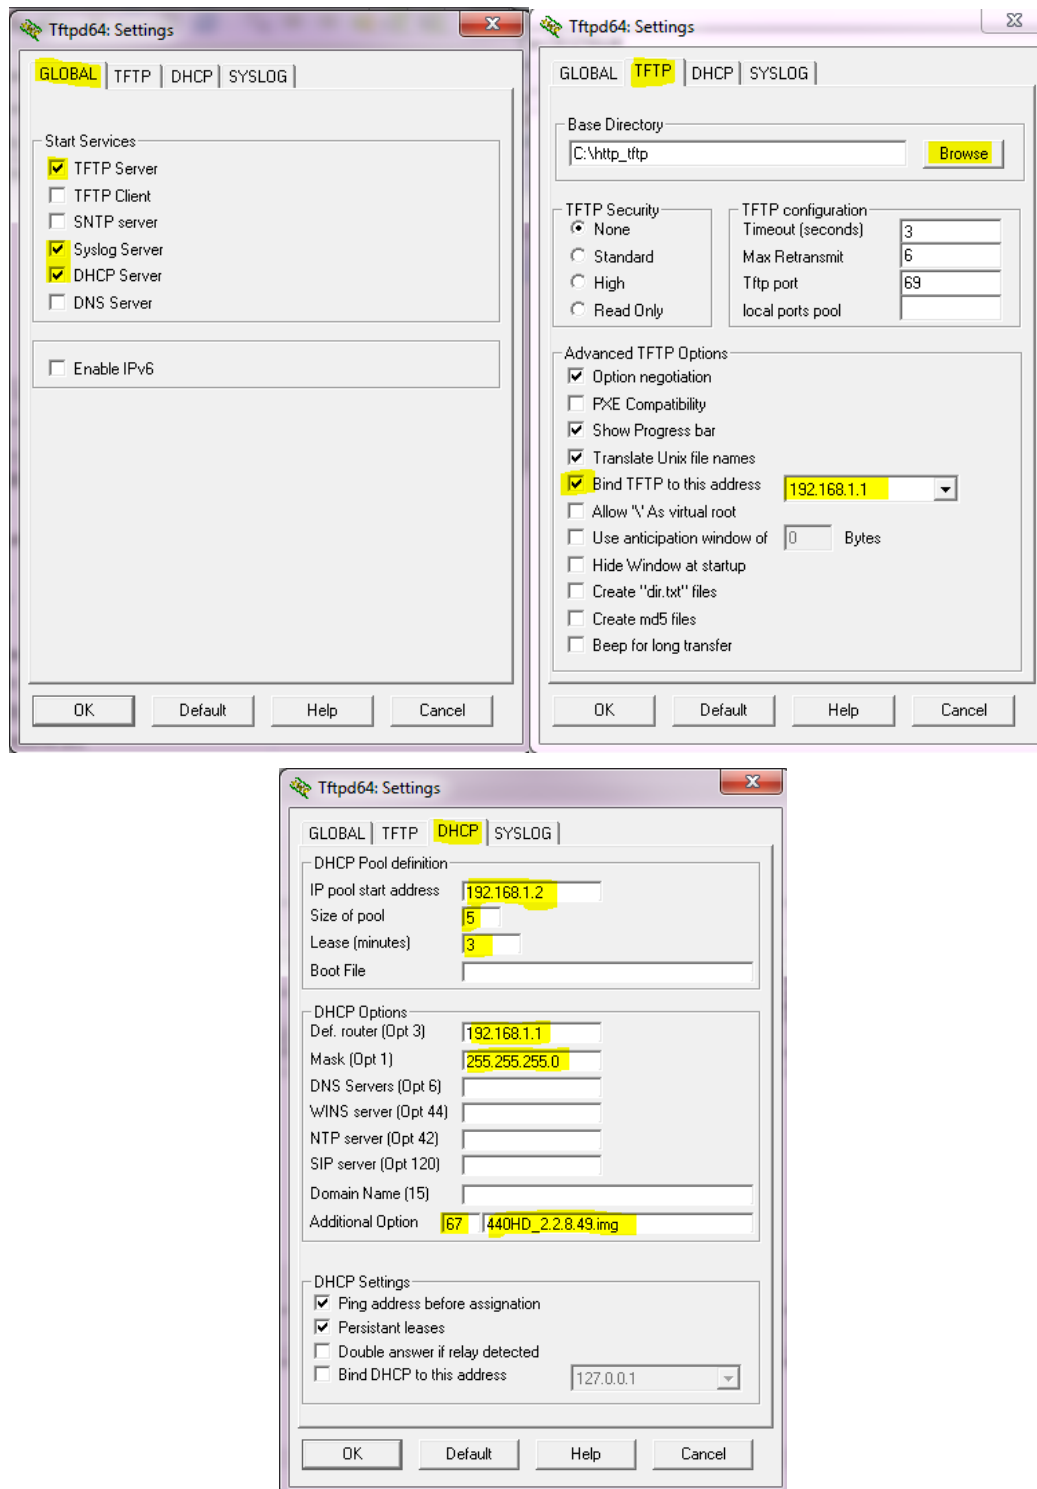 Tftpd64: Settings
GLOBAL TFTP DHCP SYSLOG
Start Services
TFTP Server
TFTP Client
SNTP server
Syslog Server
DHCP Server
DNS Server
Enable IPv6
OK Default Help Cancel
Tftpd64: Settings
GLOBAL TFTP DHCP SYSLOG
Base Directory
C:\http_tftp Browse
TFTP Security
None
Standard
High
Read Only
TFTP configuration
Timeout (seconds) 3
Max Retransmit 6
Tftp port 69
local ports pool
Advanced TFTP Options
Option negotiation
PXE Compatibility
Show Progress bar
Translate Unix file names
Bind TFTP to this address 192.168.1.1
Allow '\' As virtual root
Use anticipation window of 0 Bytes
Hide Window at startup
Create "dir.txt" files
Create md5 files
Beep for long transfer
OK Default Help Cancel
Tftpd64: Settings
GLOBAL TFTP DHCP SYSLOG
DHCP Pool definition
IP pool start address 192.168.1.2
Size of pool 5
Lease (minutes) 3
Boot File
DHCP Options
Def. router (Opt 3) 192.168.1.1
Mask (Opt 1) 255.255.255.0
DNS Servers (Opt 6)
WINS server (Opt 44)
NTP server (Opt 42)
SIP server (Opt 120)
Domain Name (15)
Additional Option 67 440HD_2.2.8.49.img
DHCP Settings
Ping address before assignation
Persistant leases
Double answer if relay detected
Bind DHCP to this address 127.0.0.1
OK Default Help Cancel